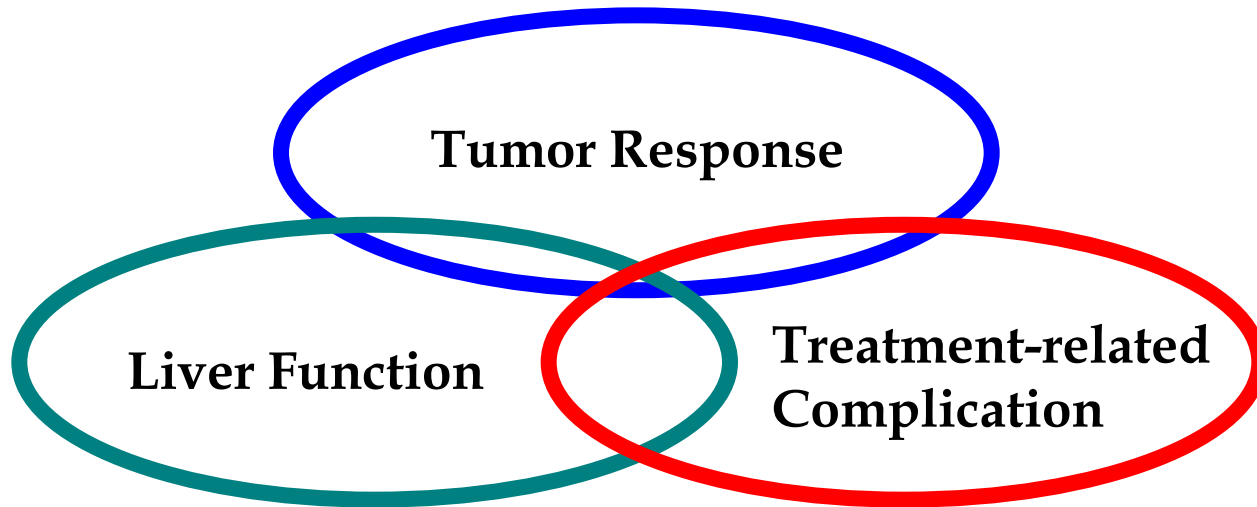 Tumor Response
Liver Function
Treatment-related
Complication